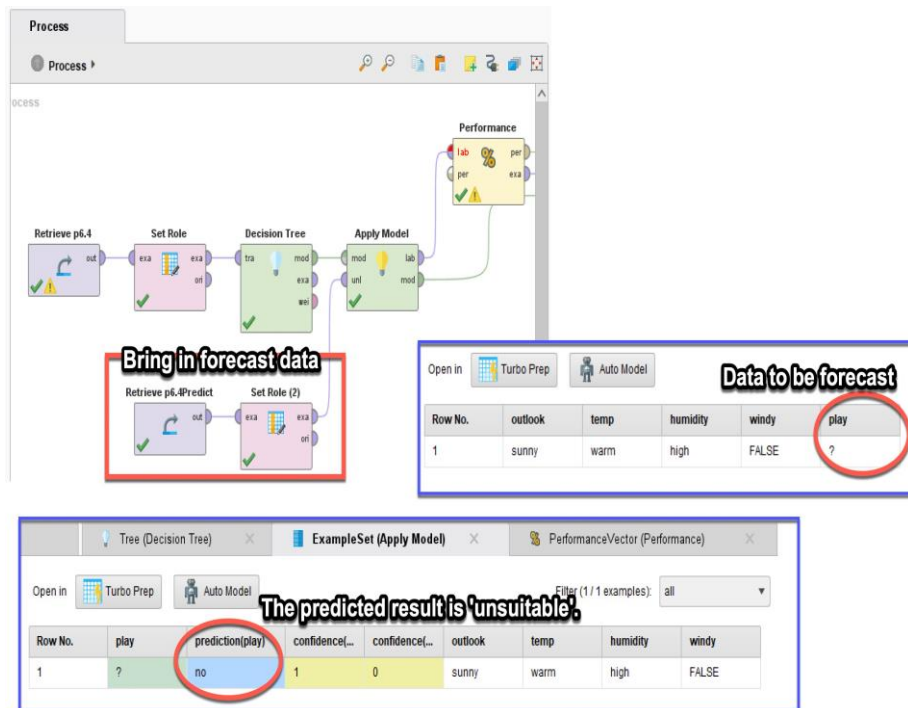 Process
Process
ocess
Performance
lab
%
per
per
exa
Retrieve p6.4
Set Role
Decision Tree
Apply Model
out
exa
exa
ori
tra
mod
exa
wei
mod
lab
unl
mod
Bring in forecast data
Retrieve p6.4Predict
Set Role (2)
out
exa
exa
ori
Open in
Turbo Prep
Auto Model
Data to be forecast
Row No.
outlook
temp
humidity
windy
play
1
sunny
warm
high
FALSE
?
Tree (Decision Tree)
ExampleSet (Apply Model)
%
PerformanceVector (Performance)
Open in
Turbo Prep
Auto Model
Filter (1 / 1 examples):
all
The predicted result is 'unsuitable'.
Row No.
play
prediction(play)
confidence(...
confidence(...
outlook
temp
humidity
windy
1
?
no
1
0
sunny
warm
high
FALSE